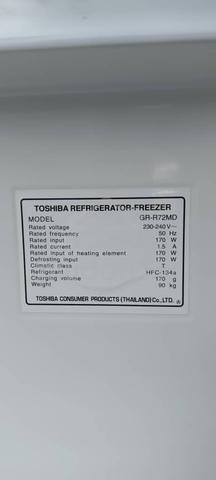 TOSHIBA REFRIGERATOR-FREEZER
MODEL GR-R72MD
Rated voltage 230-240V~
Rated frequency 50 Hz
Rated input 170 W
Rated current 1.5 A
Rated input of heating element 170 W
Defrosting input 170 W
Climatic class T
Refrigerant HFC-134a
Charging volume 170 g
Weight 90 kg
TOSHIBA CONSUMER PRODUCTS (THAILAND) Co., LTD.